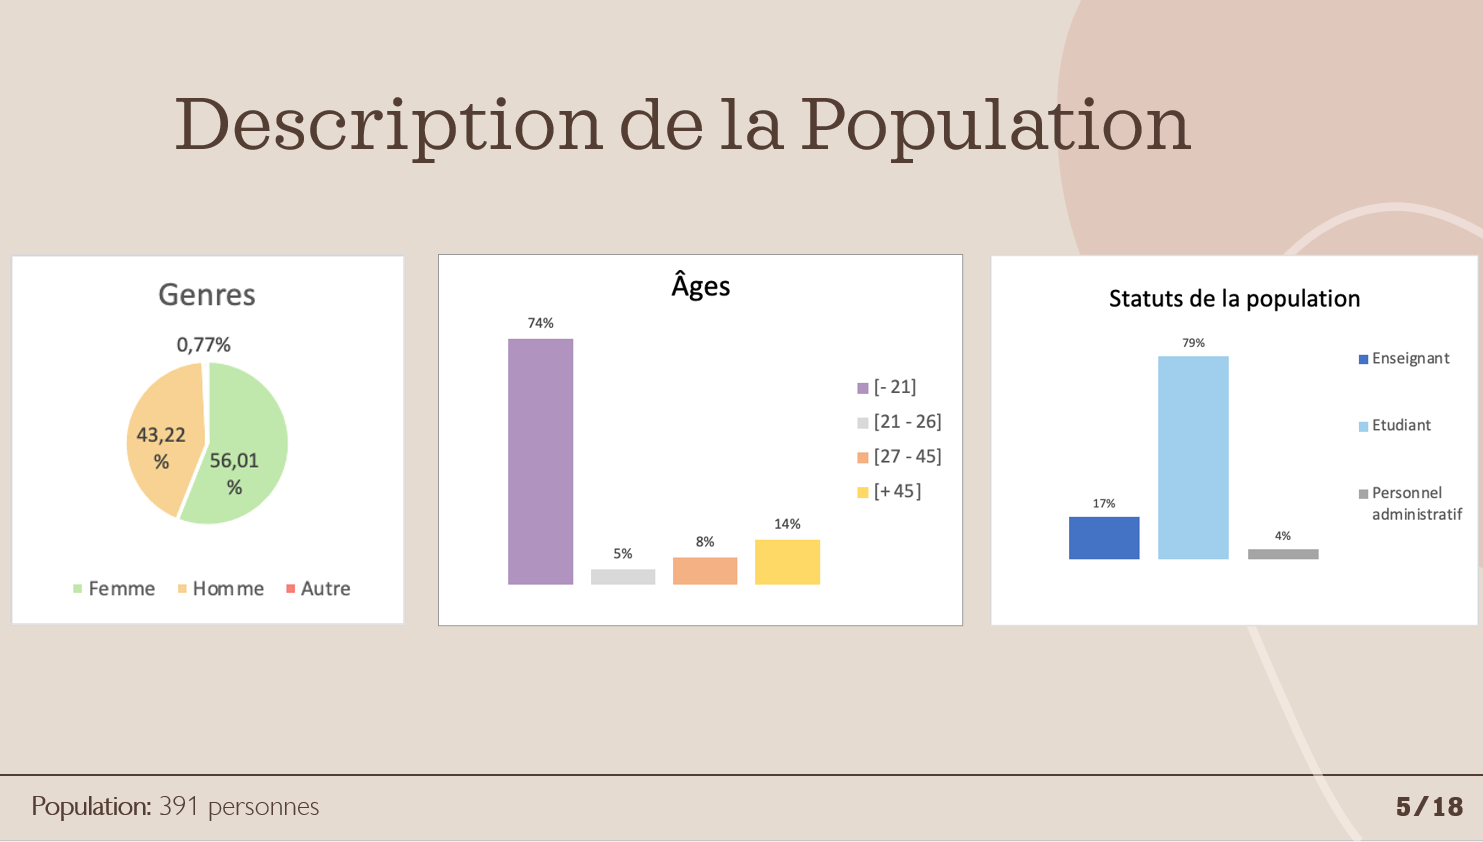 Description de la Population
Genres
0,77%
43,22
%
56,01
%
Femme
Homme
Autre
Âges
74%
5%
8%
14%
[- 21]
[21 - 26]
[27 - 45]
[+ 45]
Statuts de la population
79%
17%
4%
Enseignant
Etudiant
Personnel
administratif
Population: 391 personnes
5/18